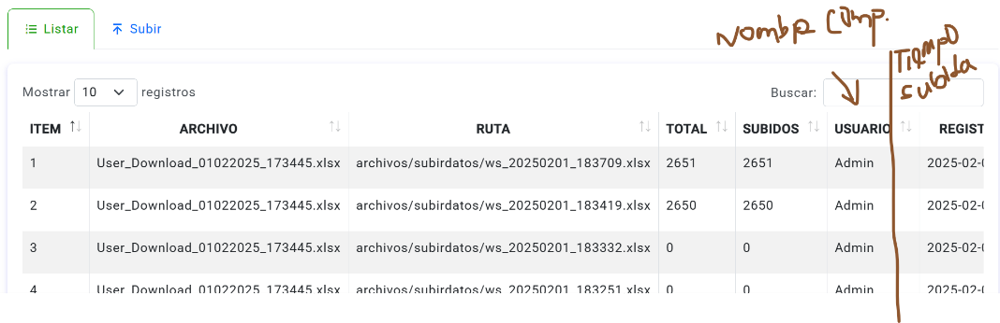 Listar Subir
Nombr Comp.
Tiempo
subida
Mostrar 10 registros Buscar:
ITEM ARCHIVO RUTA TOTAL SUBIDOS USUARIO REGIST
1 User_Download_01022025_173445.xlsx archivos/subirdatos/ws_20250201_183709.xlsx 2651 2651 Admin 2025-02-0
2 User_Download_01022025_173445.xlsx archivos/subirdatos/ws_20250201_183419.xlsx 2650 2650 Admin 2025-02-0
3 User_Download_01022025_173445.xlsx archivos/subirdatos/ws_20250201_183332.xlsx 0 0 Admin 2025-02-0
4 User_Download_01022025_173445.xlsx archivos/subirdatos/ws_20250201_183251.xlsx 0 0 Admin 2025-02-0